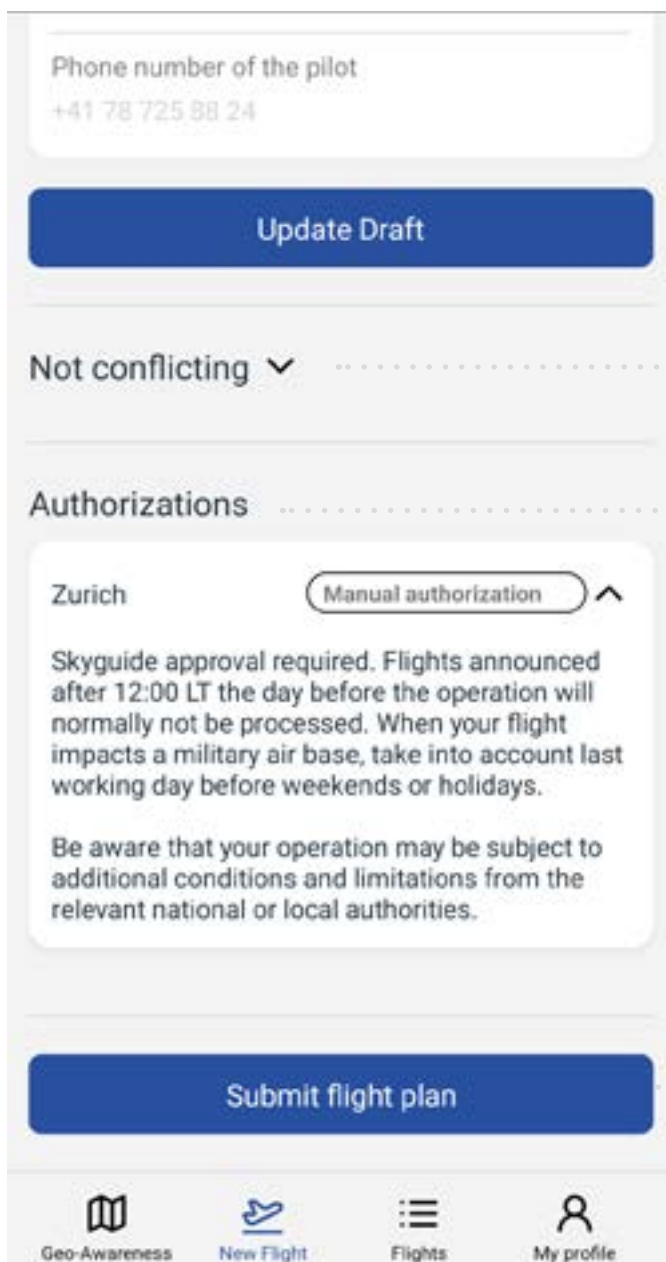 Phone number of the pilot
+41 78 725 88 24
Update Draft
Not conflicting
Authorizations
Zurich
Manual authorization
Skyguide approval required. Flights announced
after 12:00 LT the day before the operation will
normally not be processed. When your flight
impacts a military air base, take into account last
working day before weekends or holidays.
Be aware that your operation may be subject to
additional conditions and limitations from the
relevant national or local authorities.
Submit flight plan
Geo-Awareness
New Flight
Flights
My profile